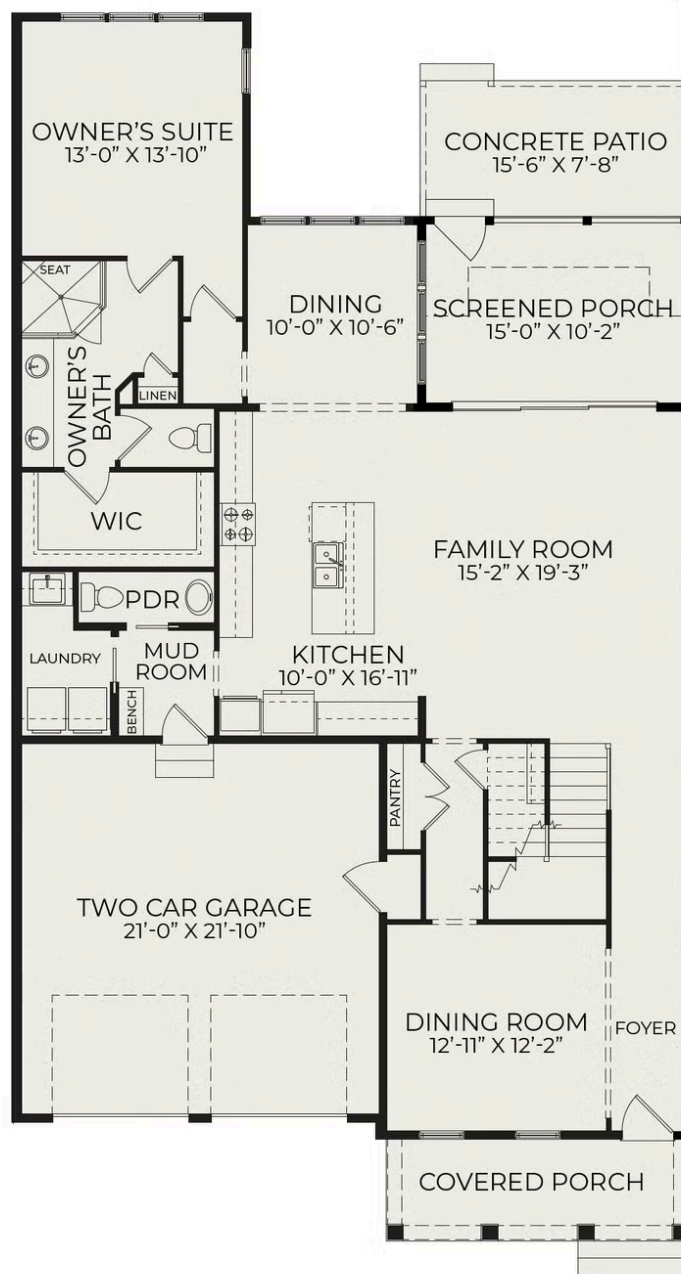 OWNER’S SUITE
13’-0” X 13’-10”
CONCRETE PATIO
15’-6” X 7’-8”
SEAT
DINING
10’-0” X 10’-6”
SCREENED PORCH
15’-0” X 10’-2”
OWNER’S
BATH
LINEN
WIC
FAMILY ROOM
15’-2” X 19’-3”
PDR
LAUNDRY
MUD
ROOM
KITCHEN
10’-0” X 16’-11”
BENCH
PANTRY
TWO CAR GARAGE
21’-0” X 21’-10”
DINING ROOM
12’-11” X 12’-2”
FOYER
COVERED PORCH